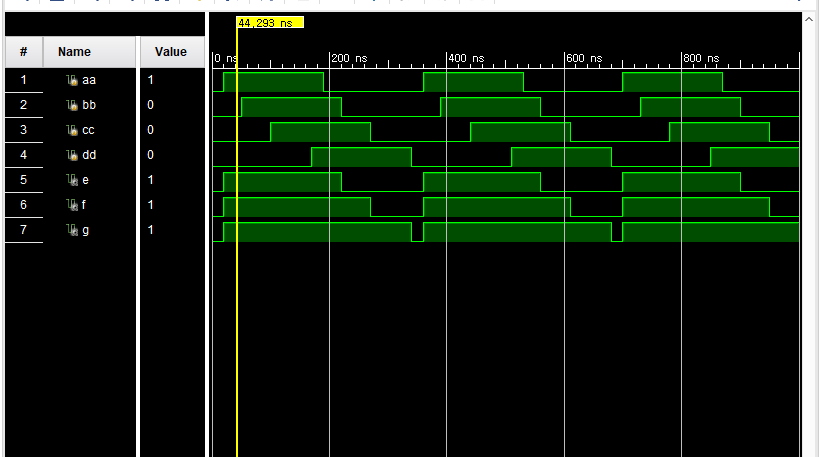 44,293 ns
# Name Value
0 ns 200 ns 400 ns 600 ns 800 ns
1 aa 1
2 bb 0
3 cc 0
4 dd 0
5 e 1
6 f 1
7 g 1